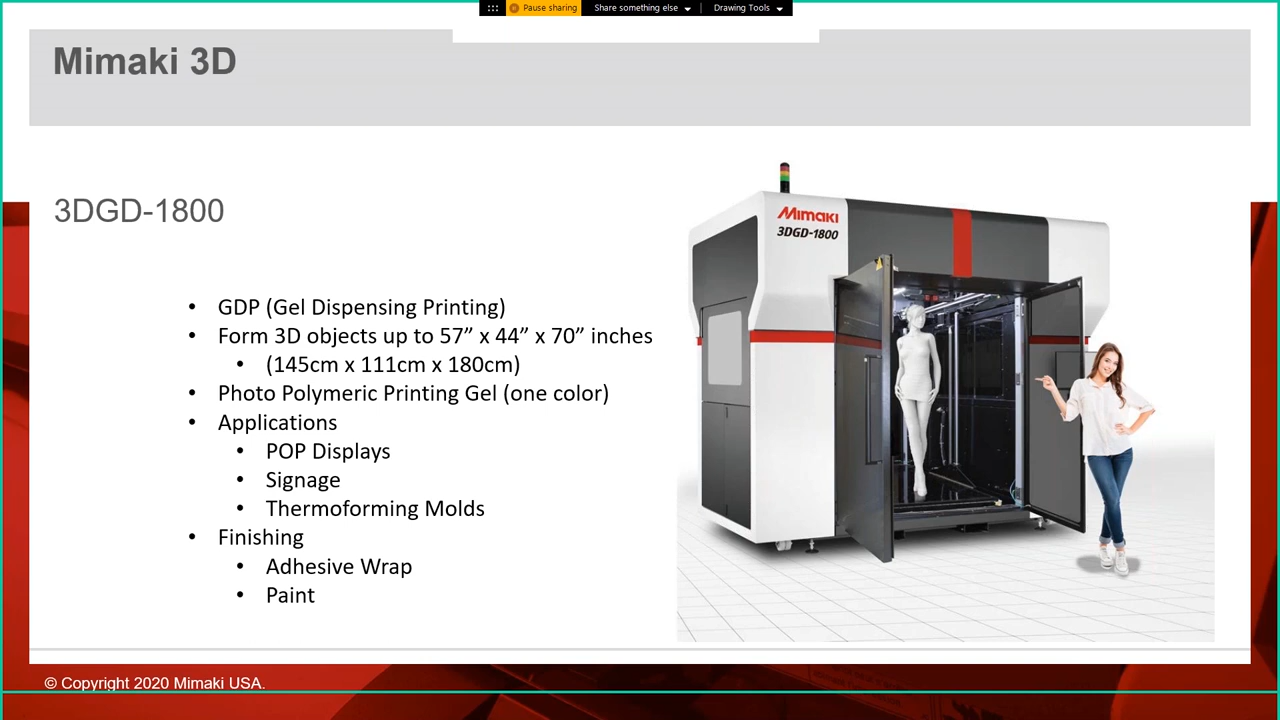 Pause sharing
Share something else
Drawing Tools
Mimaki 3D
3DGD-1800
Mimaki
3DGD-1800
• GDP (Gel Dispensing Printing)
• Form 3D objects up to 57” x 44” x 70” inches
• (145cm x 111cm x 180cm)
• Photo Polymeric Printing Gel (one color)
• Applications
• POP Displays
• Signage
• Thermoforming Molds
• Finishing
• Adhesive Wrap
• Paint
© Copyright 2020 Mimaki USA.